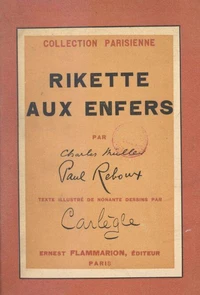 COLLECTION PARISIENNE
RIKETTE
AUX ENFERS
PAR
Charles Müller
Paul Reboux
TEXTE ILLUSTRÉ DE NONANTE DESSINS PAR
Carlègle
ERNEST FLAMMARION, ÉDITEUR
PARIS